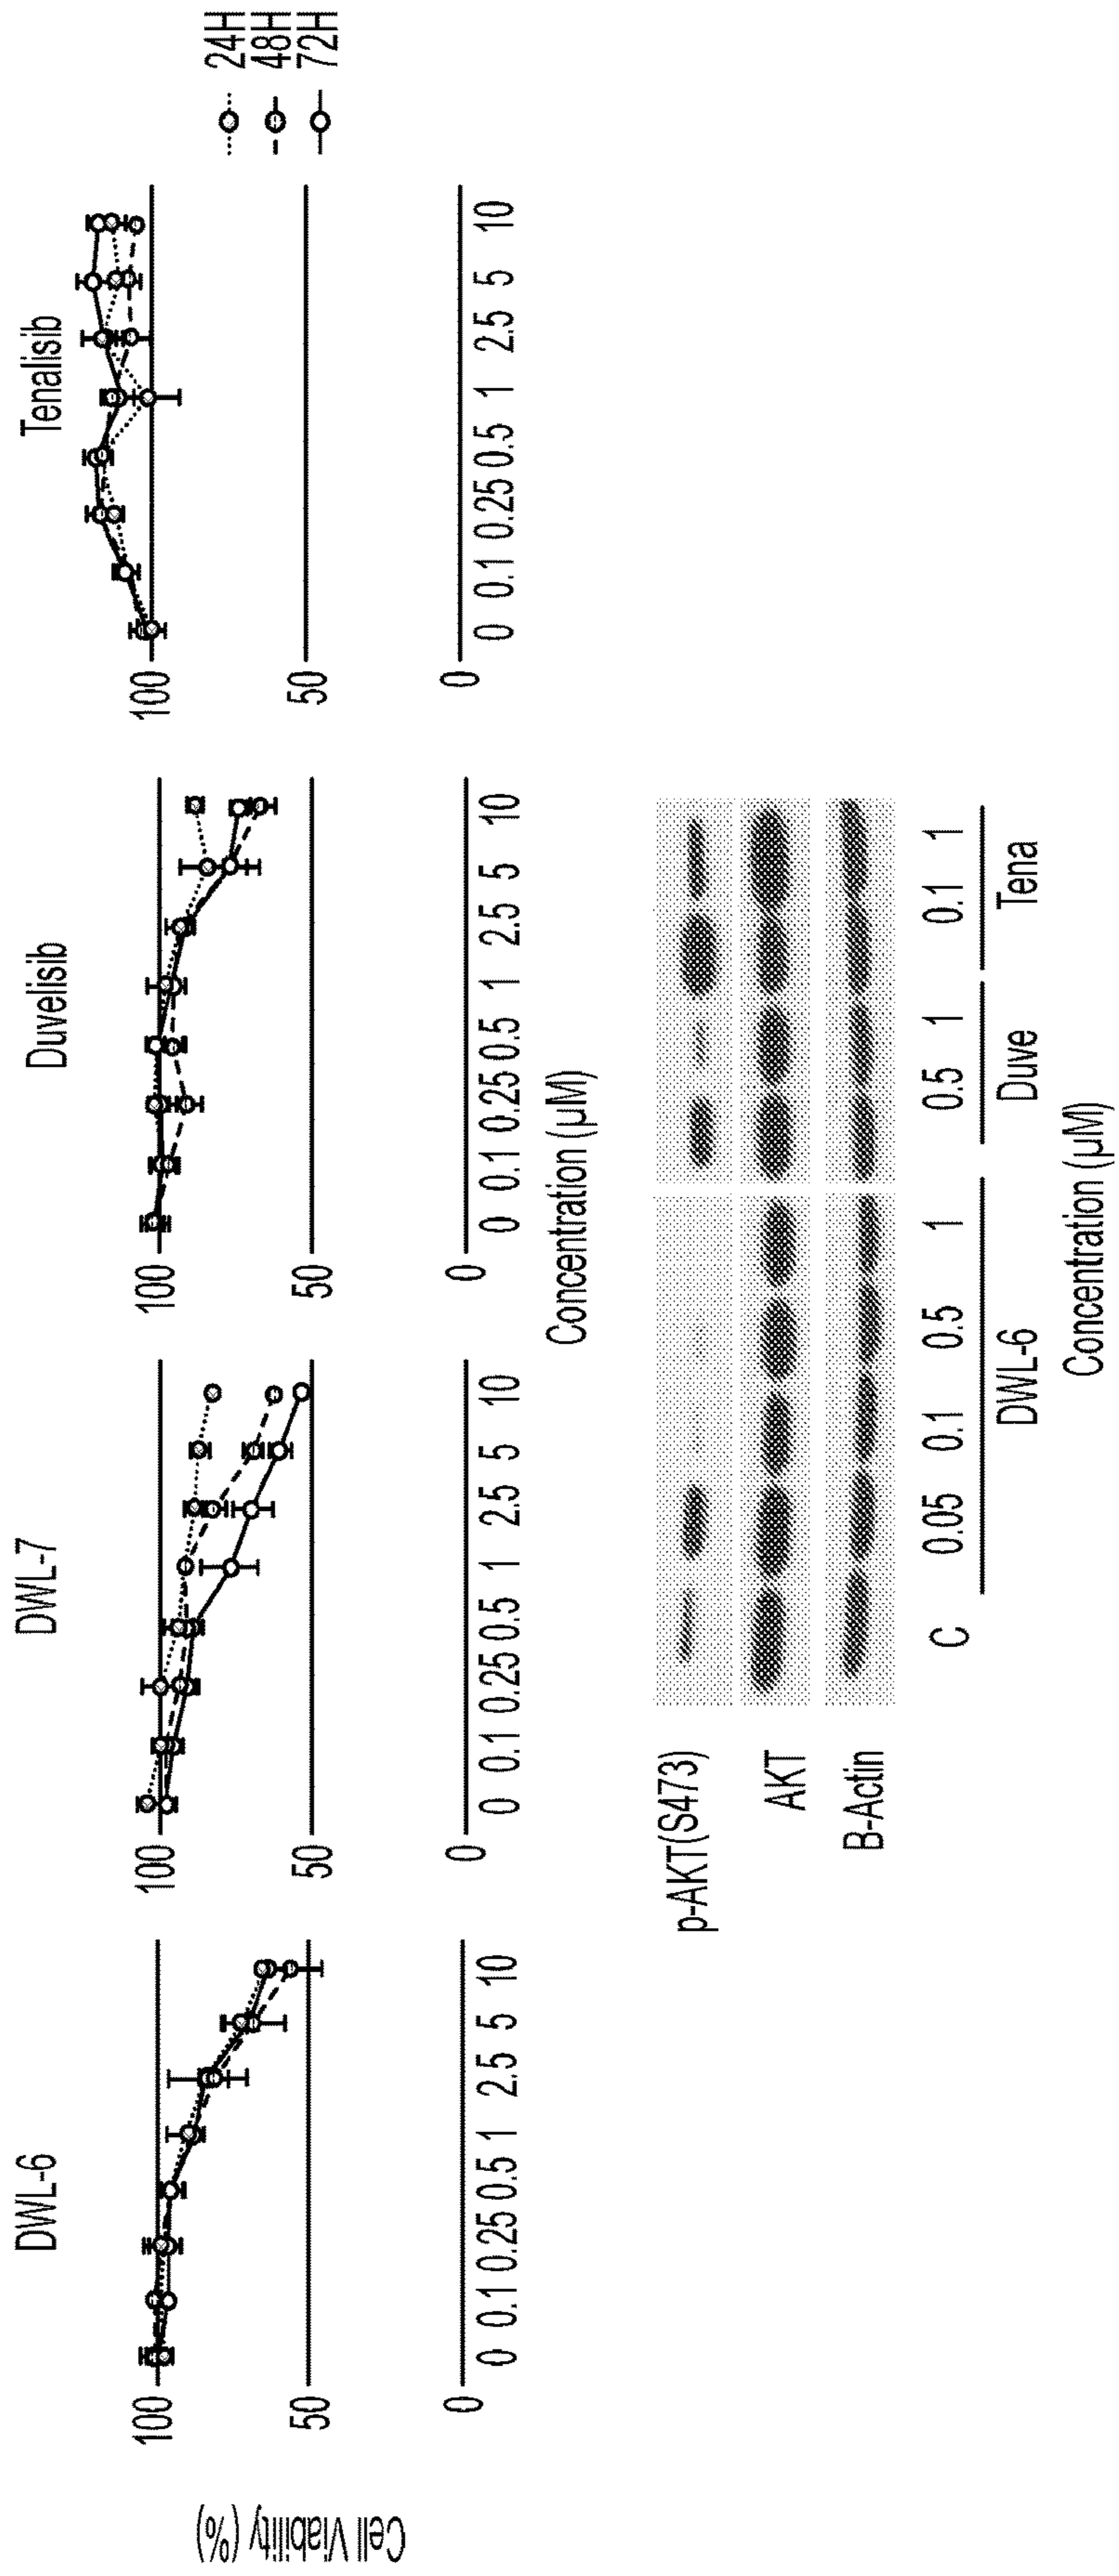 DWL-6
DWL-7
Duvelisib
Tenalisib
24H
48H
72H
Cell Viability (%)
100
50
0
100
50
0
100
50
0
100
50
0
0 0.1 0.25 0.5 1 2.5 5 10
0 0.1 0.25 0.5 1 2.5 5 10
0 0.1 0.25 0.5 1 2.5 5 10
0 0.1 0.25 0.5 1 2.5 5 10
Concentration (µM)
p-AKT(S473)
AKT
B-Actin
C 0.05 0.1 0.5 1 0.5 1 0.1 1
DWL-6 Duve Tena
Concentration (µM)